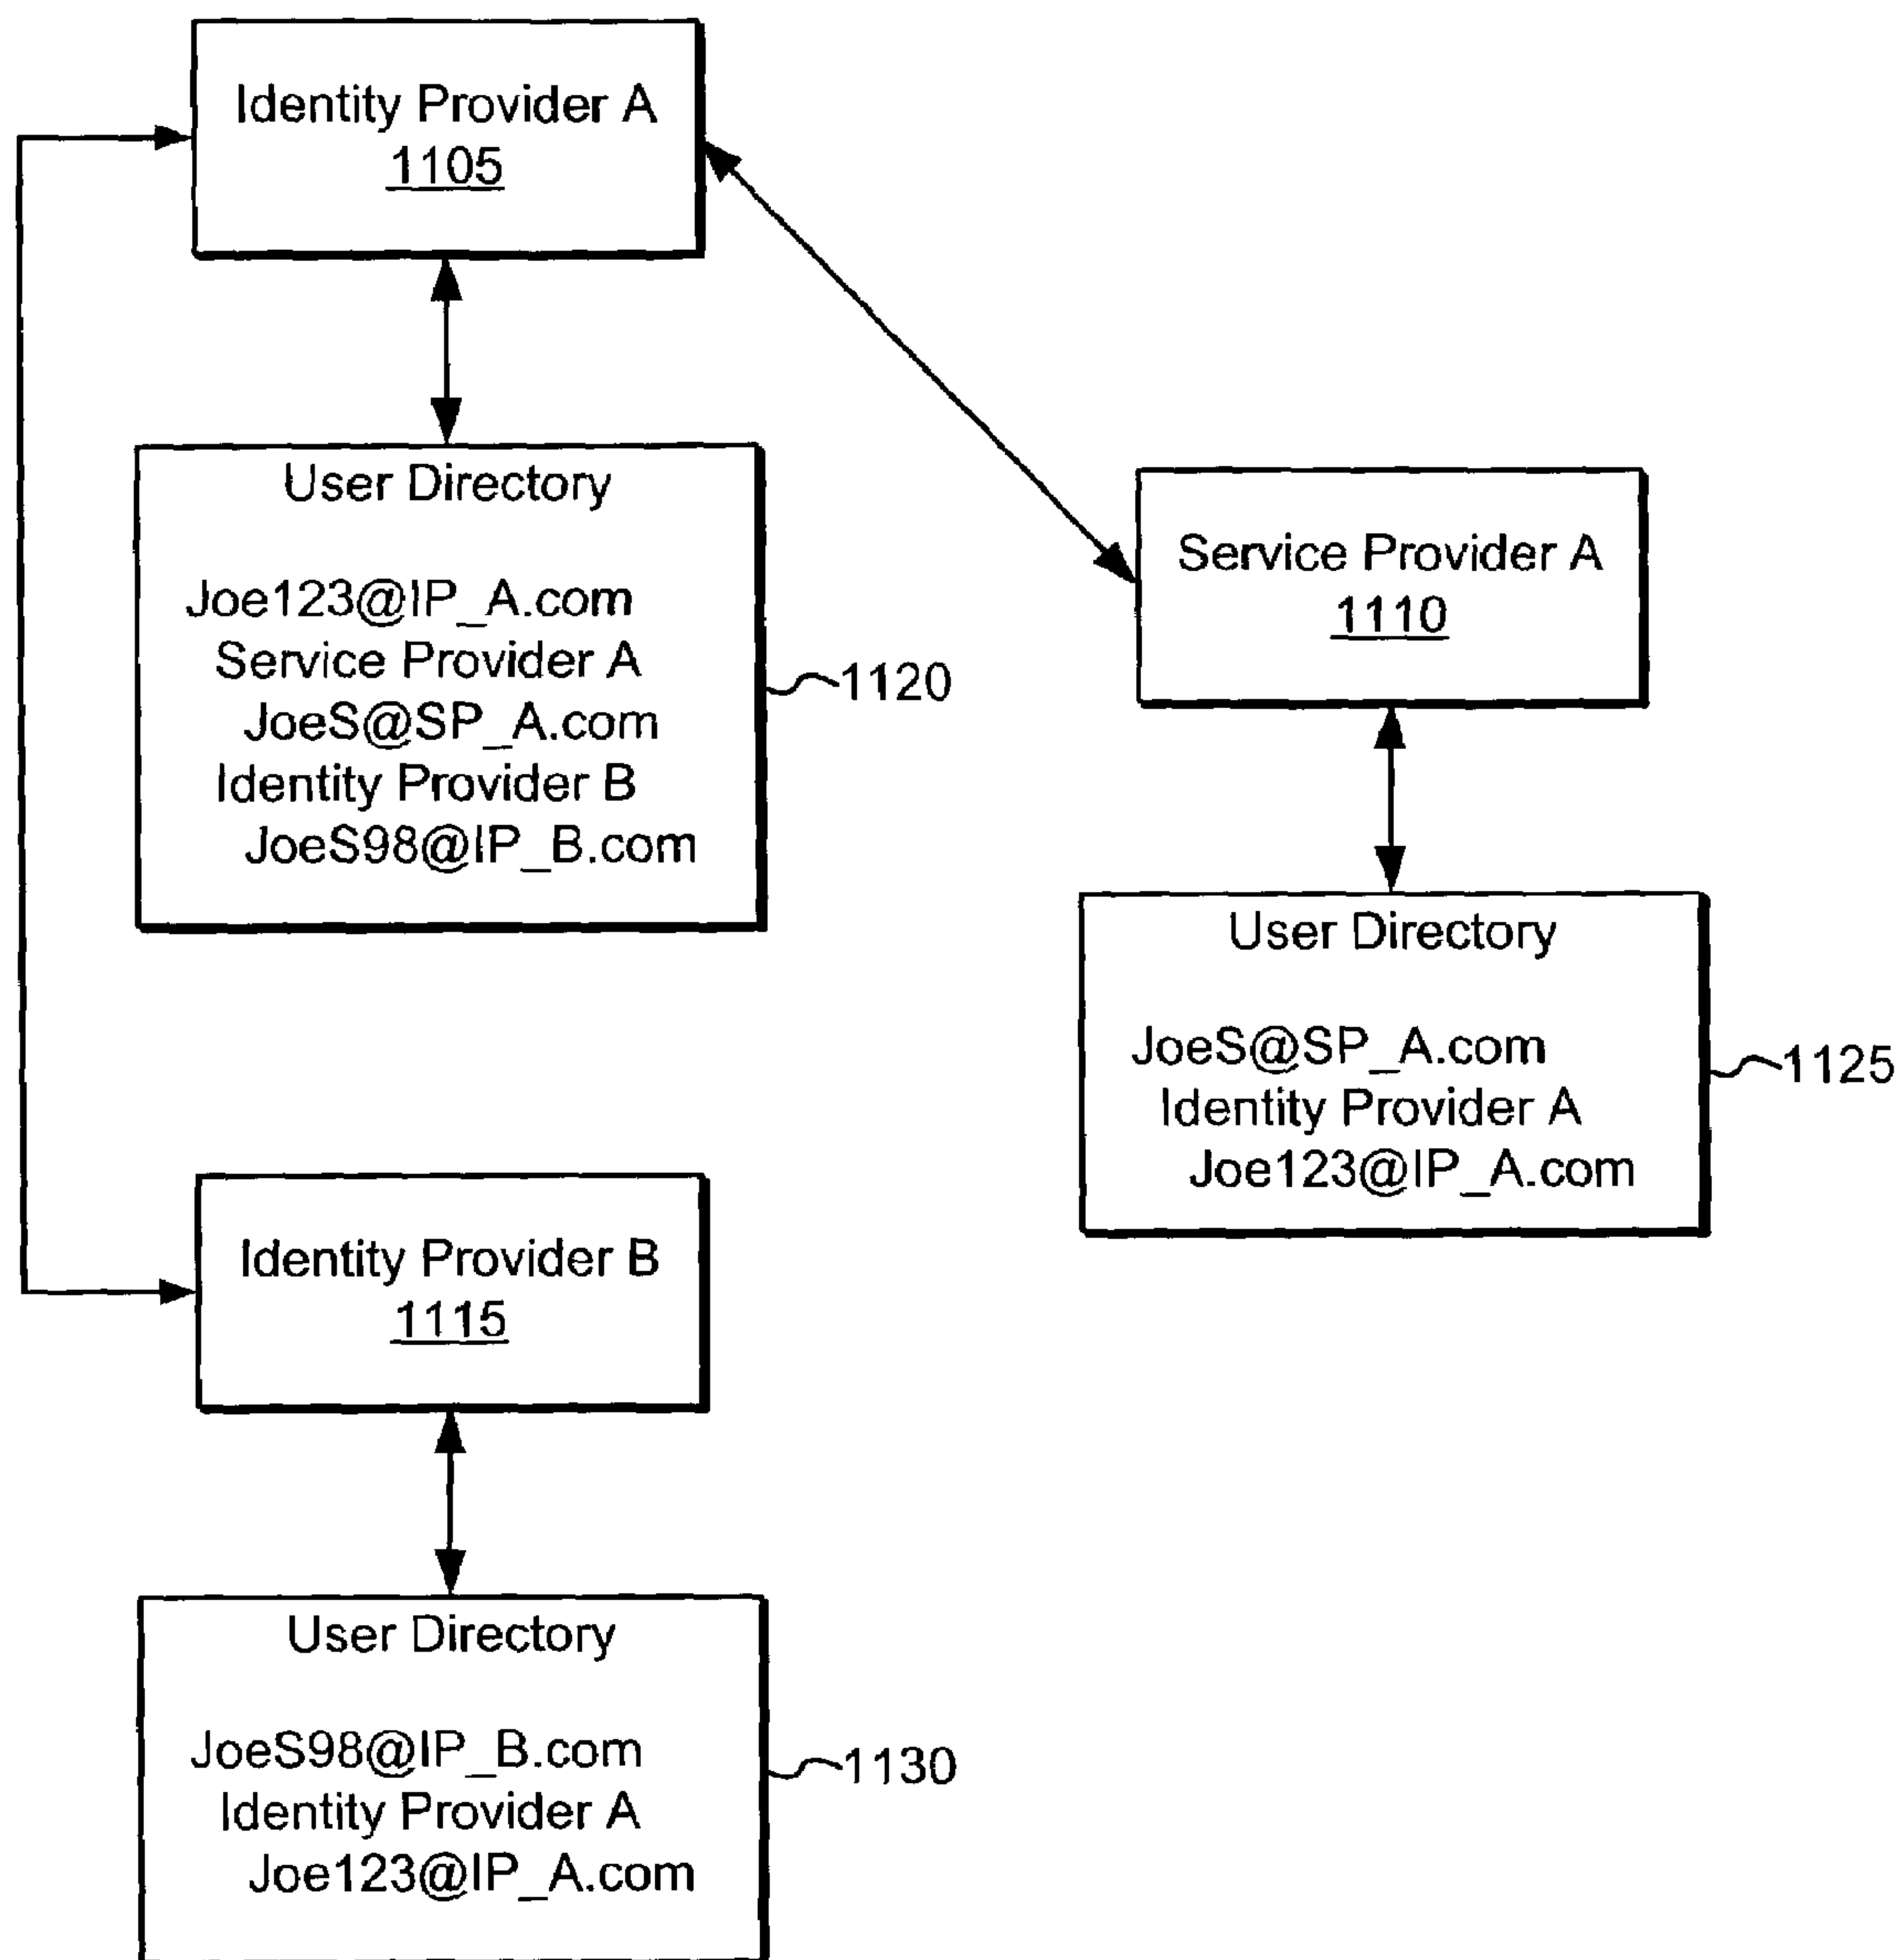 Identity Provider A
1105
User Directory
Joe123@IP_A.com
Service Provider A
JoeS@SP_A.com
Identity Provider B
JoeS98@IP_B.com
1120
Service Provider A
1110
User Directory
JoeS@SP_A.com
Identity Provider A
Joe123@IP_A.com
1125
Identity Provider B
1115
User Directory
JoeS98@IP_B.com
Identity Provider A
Joe123@IP_A.com
1130